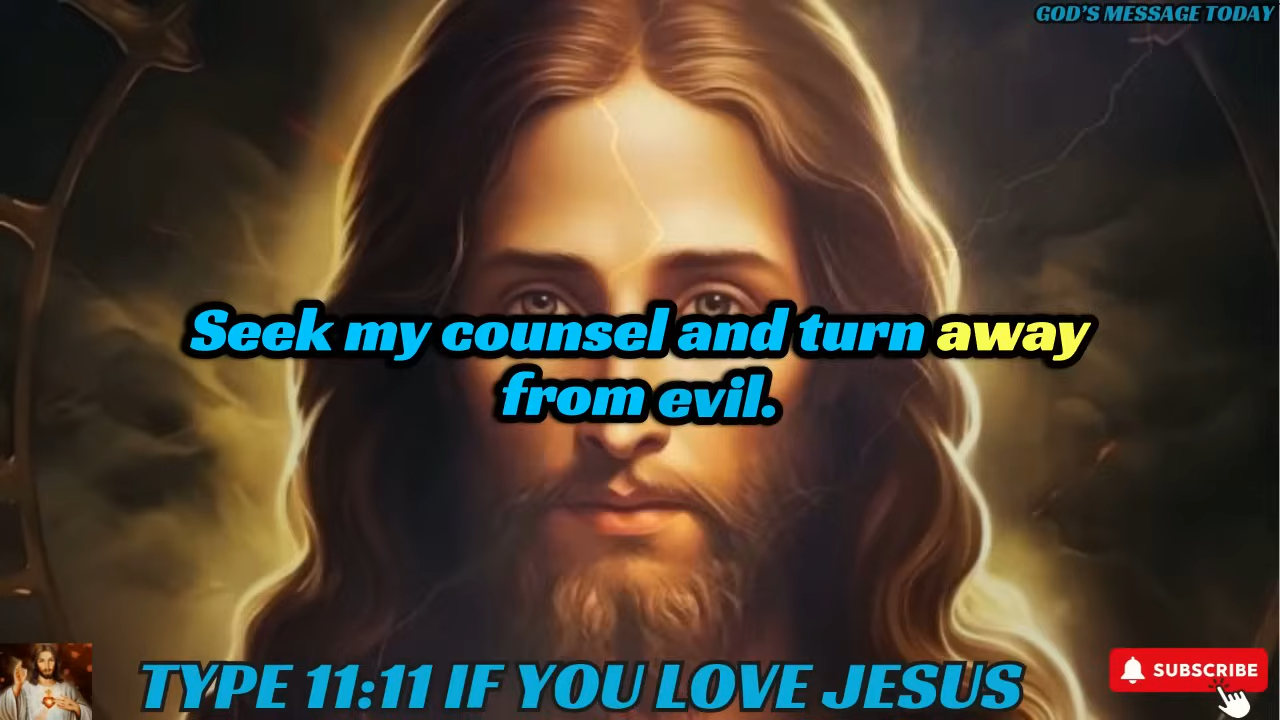 GOD'S MESSAGE TODAY
Seek my counsel and turn away
from evil.
TYPE 11:11 IF YOU LOVE JESUS
SUBSCRIBE